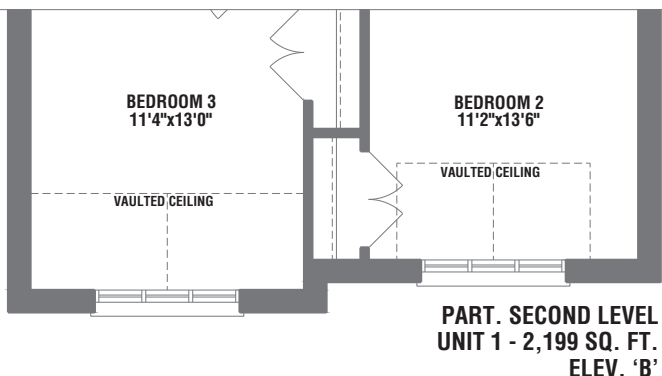 BEDROOM 3
11'4"x13'0"
VAULTED CEILING
BEDROOM 2
11'2"x13'6"
VAULTED CEILING
PART. SECOND LEVEL
UNIT 1 - 2,199 SQ. FT.
ELEV. ‘B’